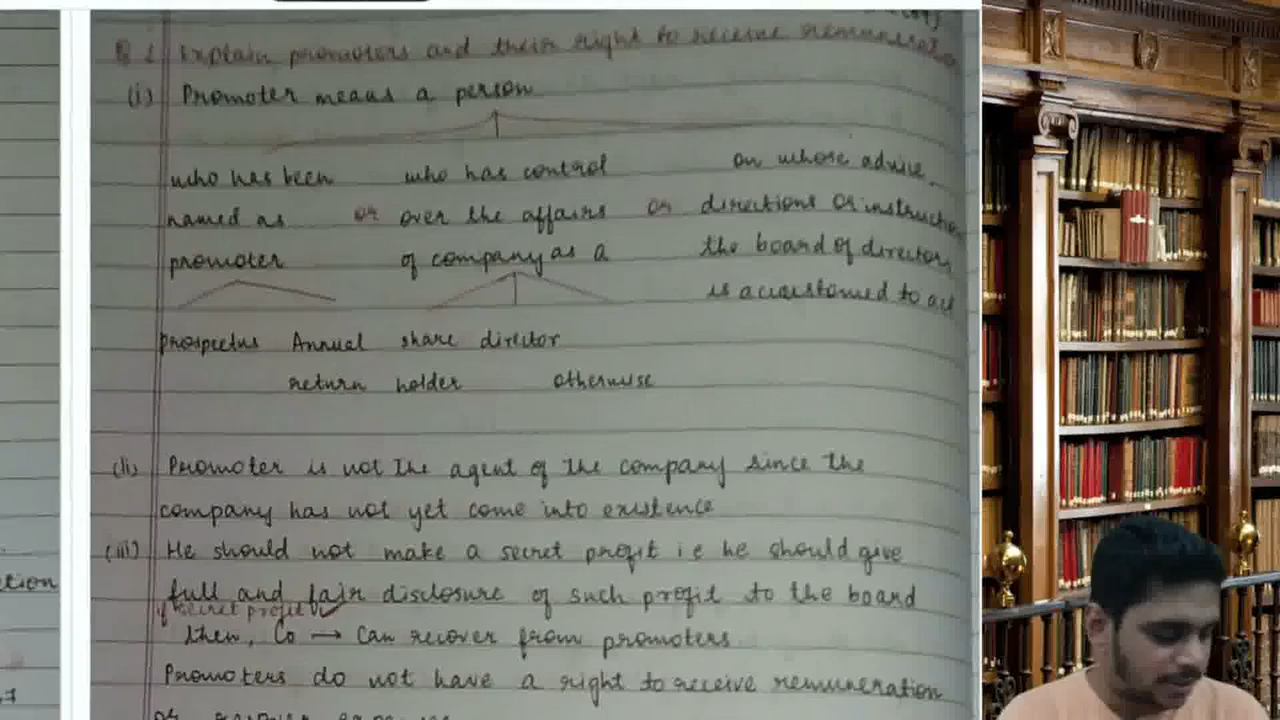 Q 2 Explain promoters and their right to receive remuneration
(i) Promoter means a person
who has been who has control on whose advice,
named as or over the affairs or directions or instruction
promoter of company as a the board of directors
is accustomed to act
prospectus Annual share director
return holder otherwise
(ii) Promoter is not the agent of the company since the
company has not yet come into existence
(iii) He should not make a secret profit i.e he should give
full and fair disclosure of such profit to the board
if secret profit
then, Co → Can recover from promoters
Promoters do not have a right to receive remuneration